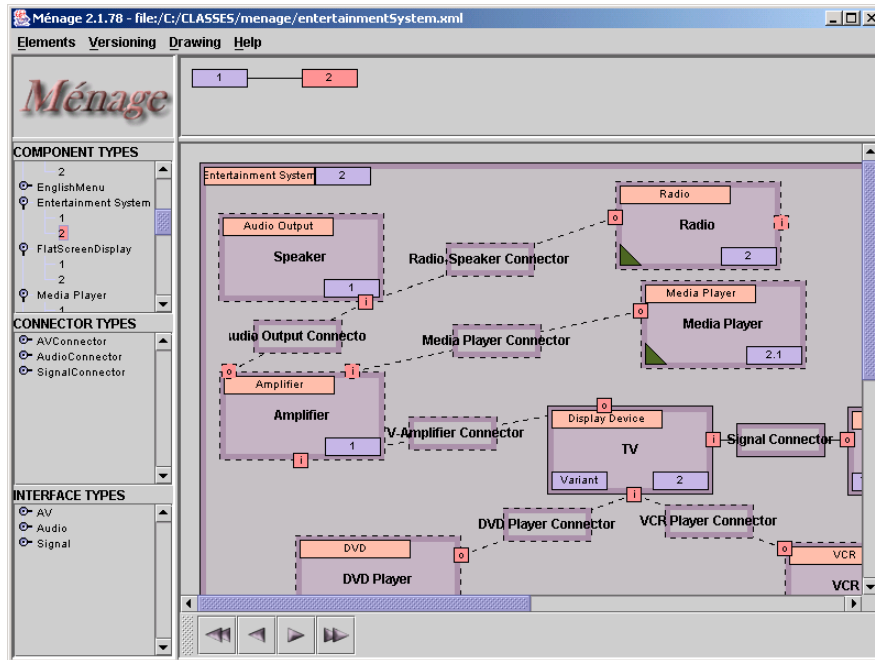 Ménage 2.1.78 - file:/C:/CLASSES/menage/entertainmentSystem.xml
Elements Versioning Drawing Help
Ménage
1
2
COMPONENT TYPES
2
EnglishMenu
Entertainment System
1
2
FlatScreenDisplay
1
2
Media Player
1
CONNECTOR TYPES
AVConnector
AudioConnector
SignalConnector
INTERFACE TYPES
AV
Audio
Signal
Entertainment System 2
Audio Output
Speaker
1
i
Radio-Speaker Connector
Radio
o
Radio
i
2
udio Output Connecto
Media Player Connector
Media Player
o
Media Player
2.1
o
i
Amplifier
Amplifier
1
i
V-Amplifier Connector
o
Display Device
TV
Variant
2
i
i
Signal Connector
o
DVD Player Connector
VCR Player Connector
DVD
o
DVD Player
o
VCR
VCR